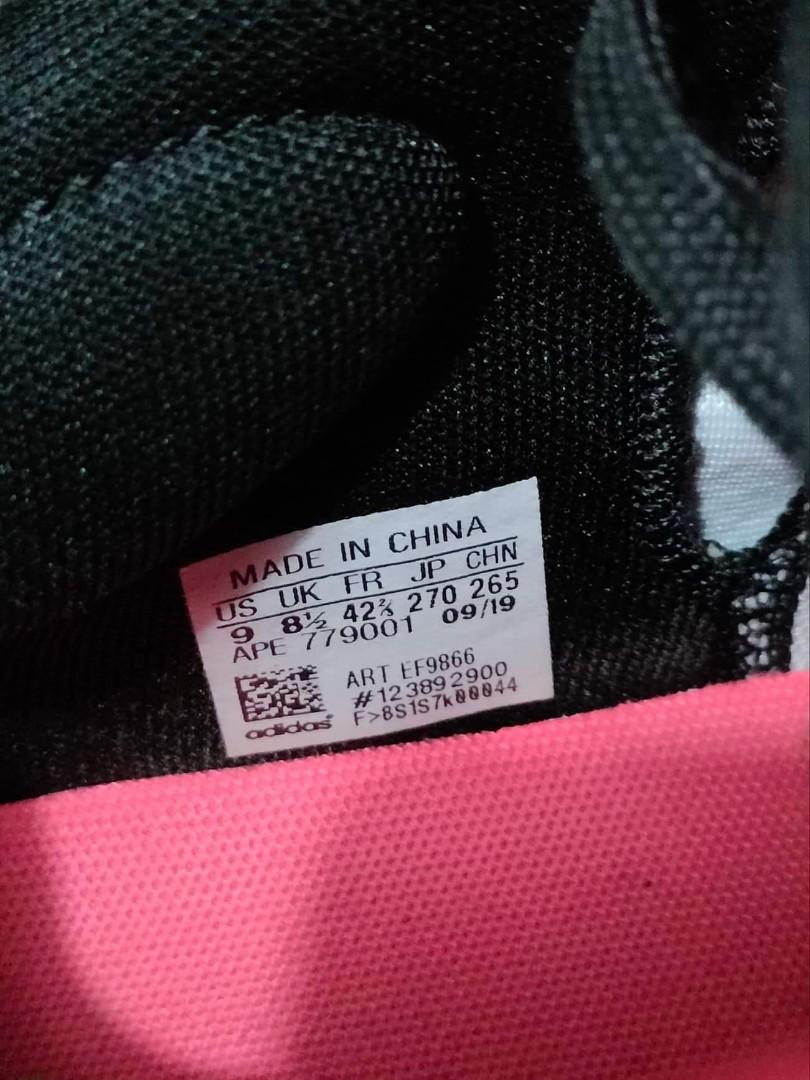 MADE IN CHINA
US UK FR JP CHN
9 8½ 42⅔ 270 265
APE 779001 09/19
ART EF9866
#123892900
F>8S1S7k00044
adidas